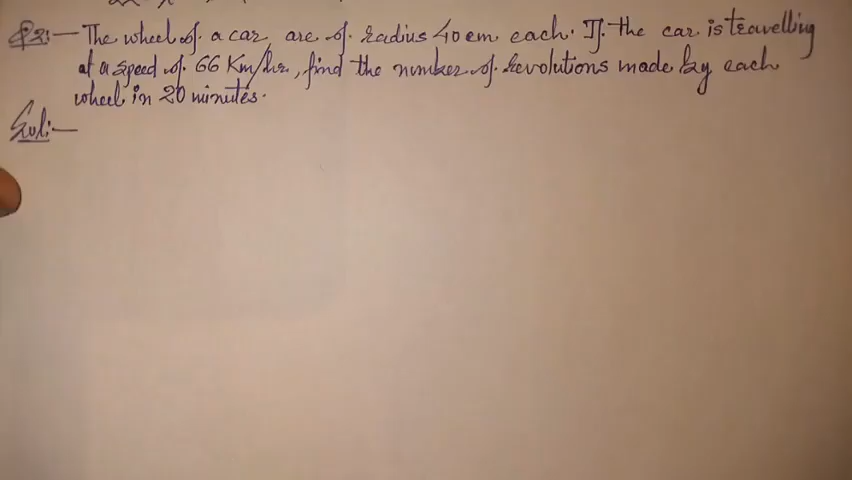 Q2:- The wheel of a car are of radius 40 cm each. If the car is travelling
at a speed of 66 Km/hr, find the number of revolutions made by each
wheel in 20 minutes.
Sol:-